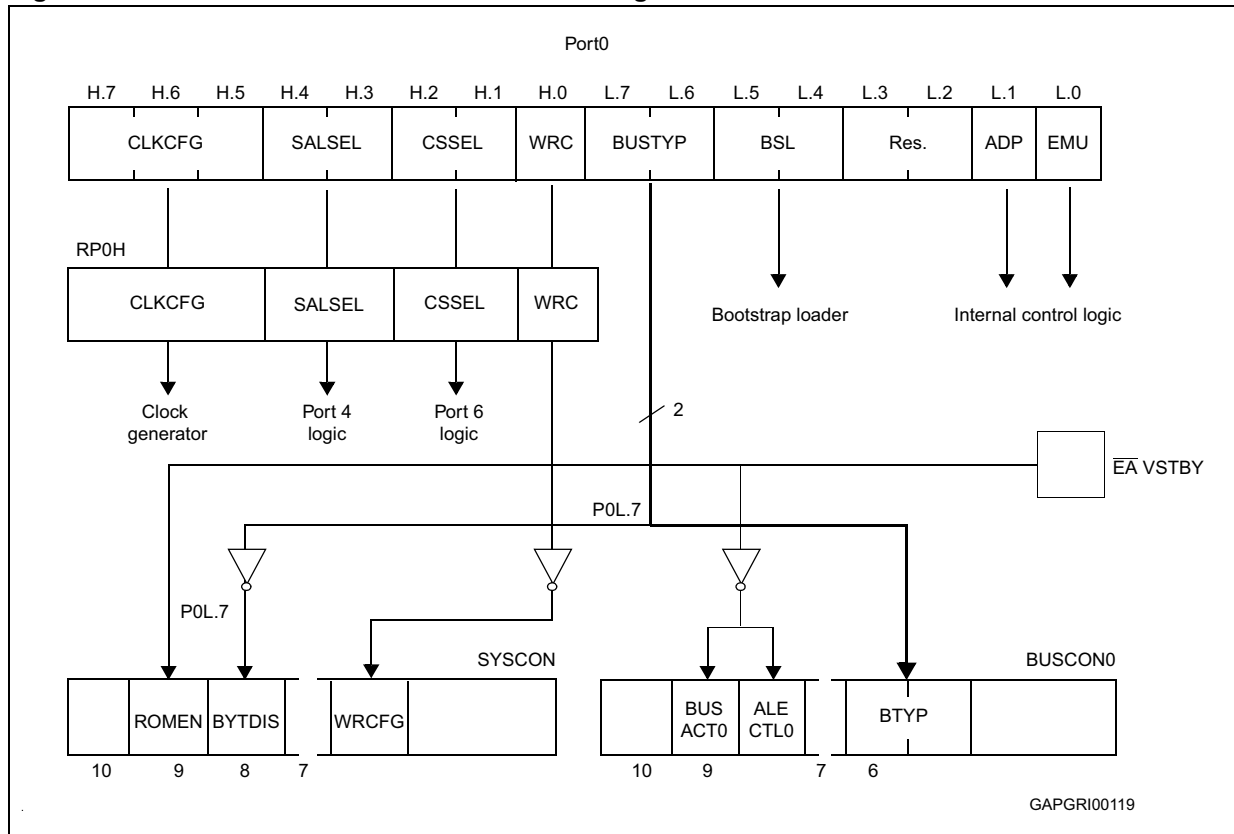 Port0
H.7 H.6 H.5 H.4 H.3 H.2 H.1 H.0 L.7 L.6 L.5 L.4 L.3 L.2 L.1 L.0
CLKCFG SALSEL CSSEL WRC BUSTYP BSL Res. ADP EMU
RP0H
CLKCFG SALSEL CSSEL WRC
Bootstrap loader Internal control logic
Clock generator
Port 4 logic
Port 6 logic
2
EA VSTBY
P0L.7
P0L.7
SYSCON BUSCON0
ROMEN BYTDIS WRCFG
BUS ACT0
ALE CTL0
BTYP
10 9 8 7 10 9 7 6
GAPGRI00119